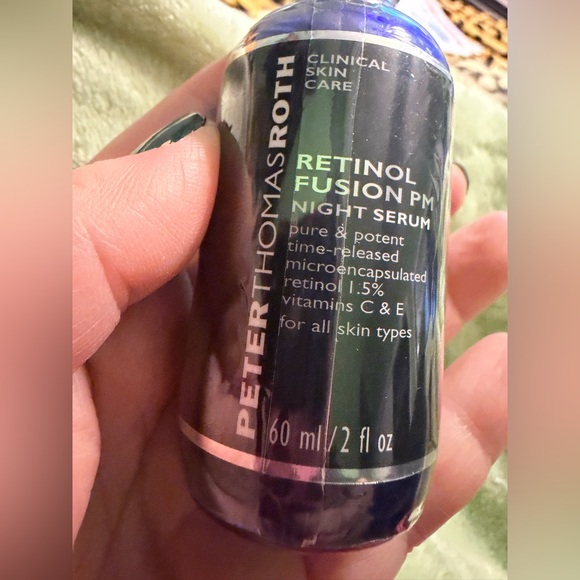 PETERTHOMASROTH
CLINICAL
SKIN
CARE
RETINOL
FUSION PM
NIGHT SERUM
pure & potent
time-released
microencapsulated
retinol 1.5%
vitamins C & E
for all skin types
60 ml/2 fl oz